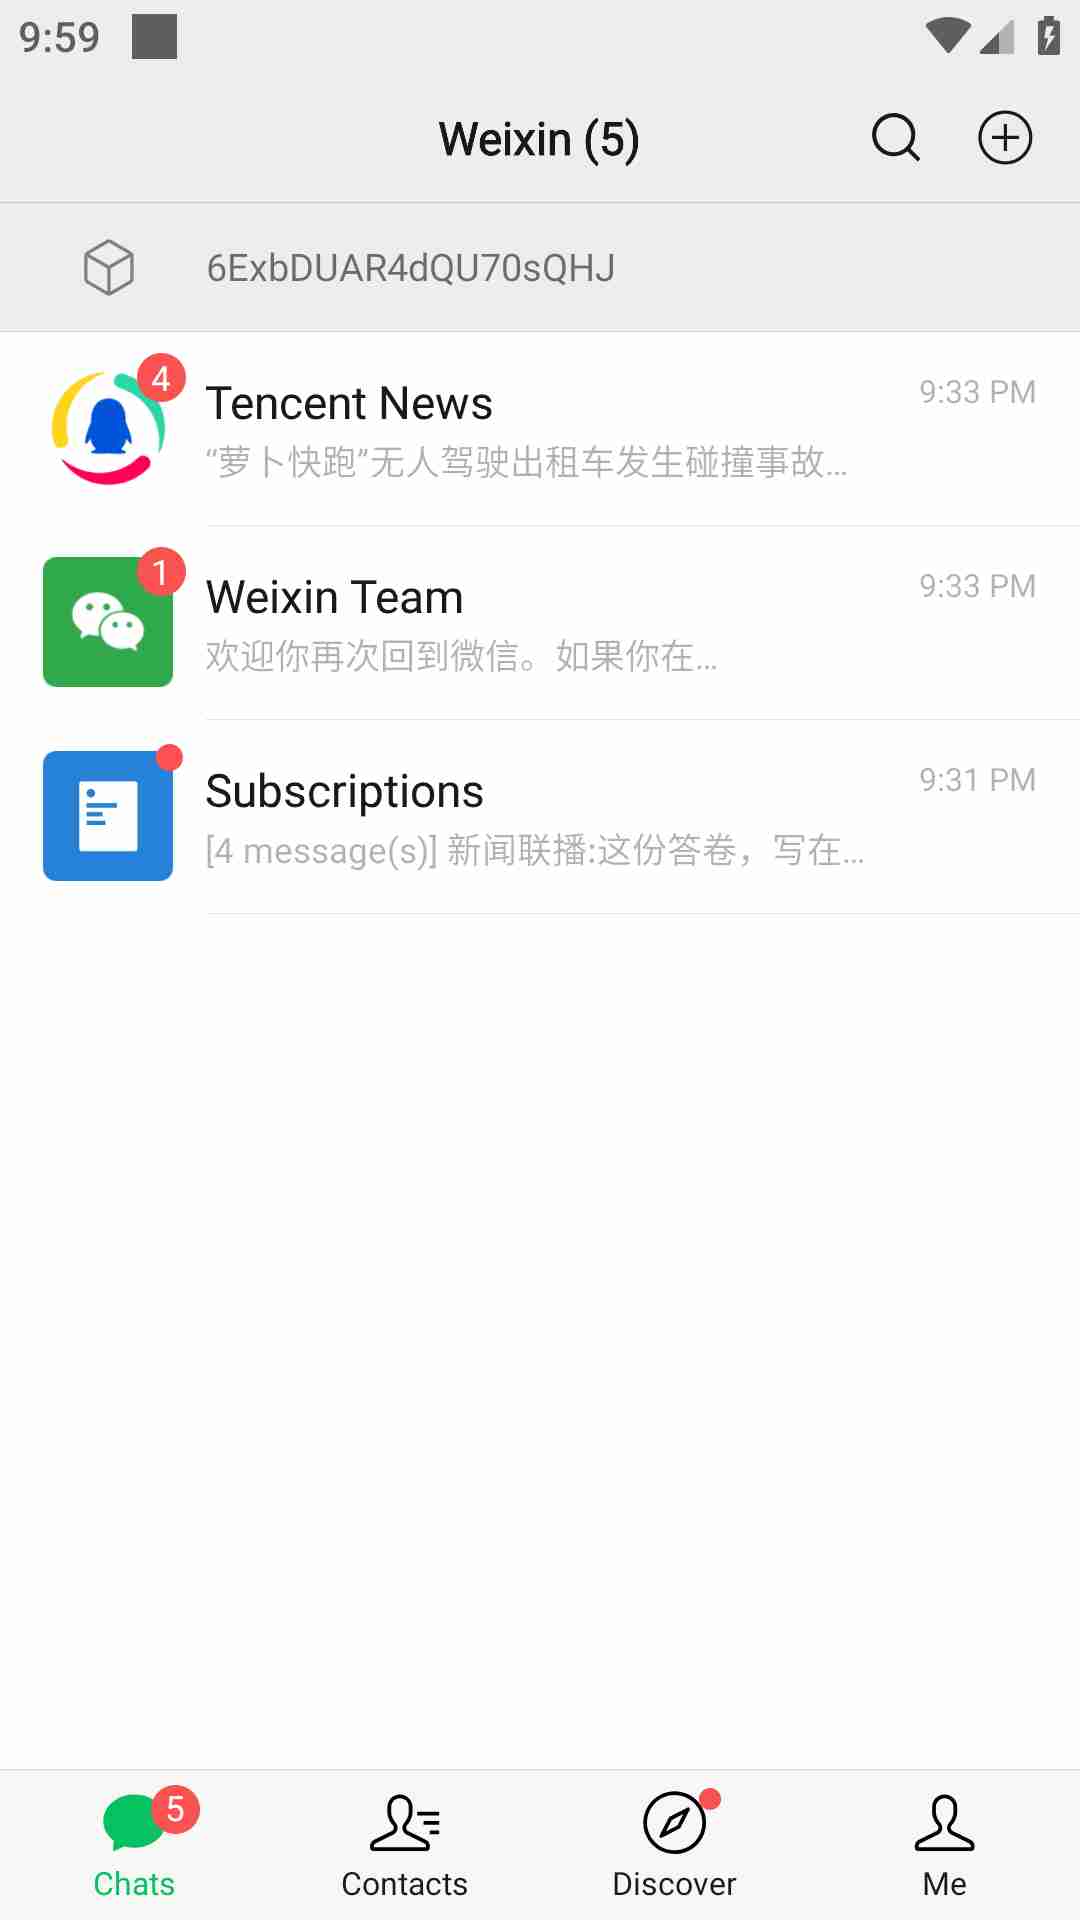 9:59
Weixin (5)
6ExbDUAR4dQU70sQHJ
4
Tencent News
9:33 PM
“萝卜快跑”无人驾驶出租车发生碰撞事故...
1
Weixin Team
9:33 PM
欢迎你再次回到微信。如果你在...
Subscriptions
9:31 PM
[4 message(s)] 新闻联播:这份答卷，写在...
5
Chats
Contacts
Discover
Me